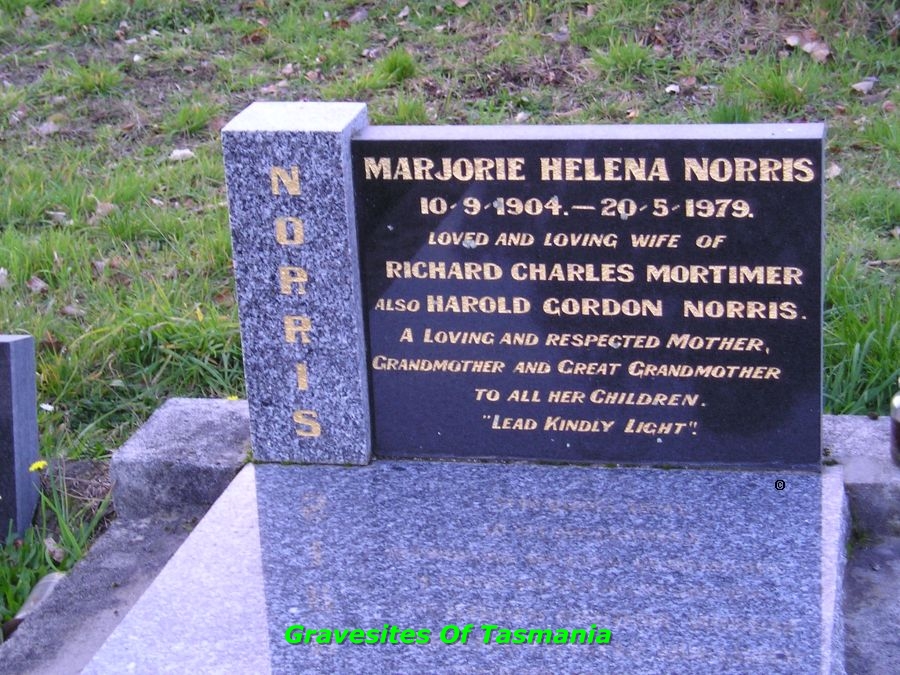 NORRIS
MARJORIE HELENA NORRIS
10-9-1904.—20-5-1979.
LOVED AND LOVING WIFE OF
RICHARD CHARLES MORTIMER
ALSO HAROLD GORDON NORRIS.
A LOVING AND RESPECTED MOTHER,
GRANDMOTHER AND GREAT GRANDMOTHER
TO ALL HER CHILDREN.
"LEAD KINDLY LIGHT".
©
Gravesites Of Tasmania